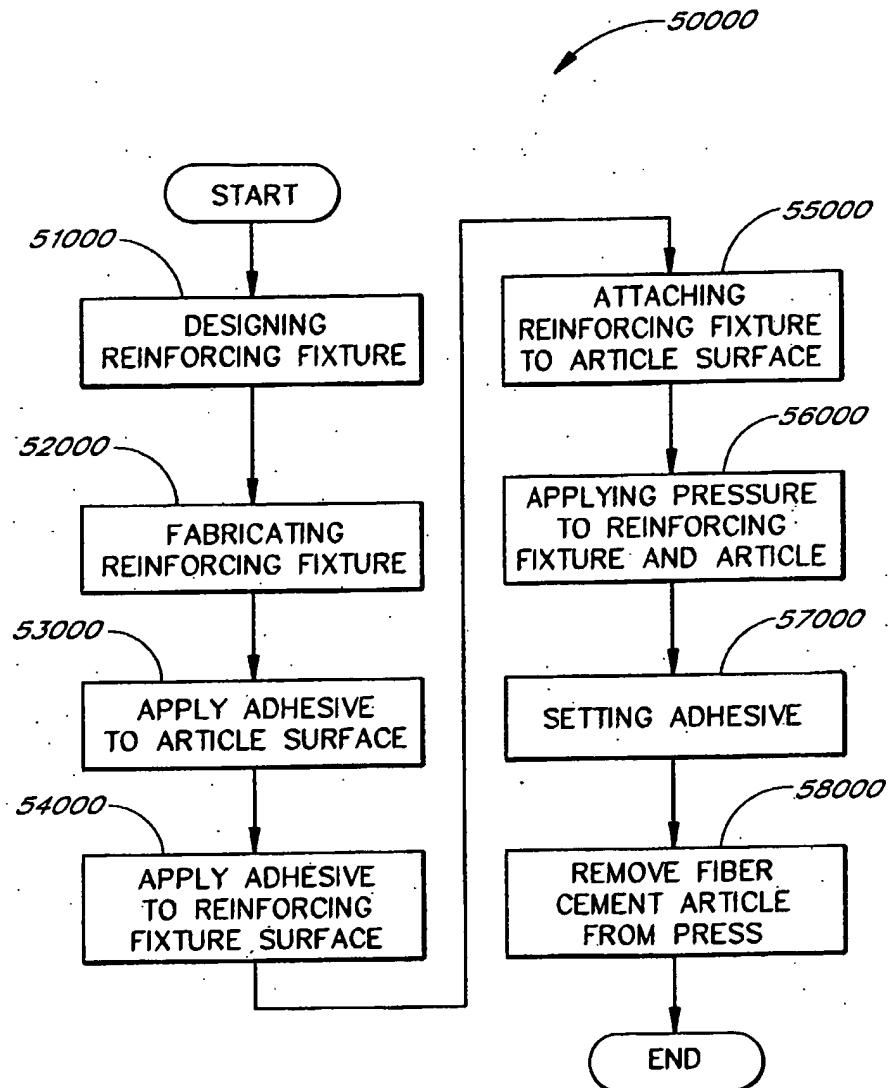 50000
START
51000
DESIGNING
REINFORCING FIXTURE
52000
FABRICATING
REINFORCING FIXTURE
53000
APPLY ADHESIVE
TO ARTICLE SURFACE
54000
APPLY ADHESIVE
TO REINFORCING
FIXTURE SURFACE
55000
ATTACHING
REINFORCING FIXTURE
TO ARTICLE SURFACE
56000
APPLYING PRESSURE
TO REINFORCING
FIXTURE AND ARTICLE
57000
SETTING ADHESIVE
58000
REMOVE FIBER
CEMENT ARTICLE
FROM PRESS
END